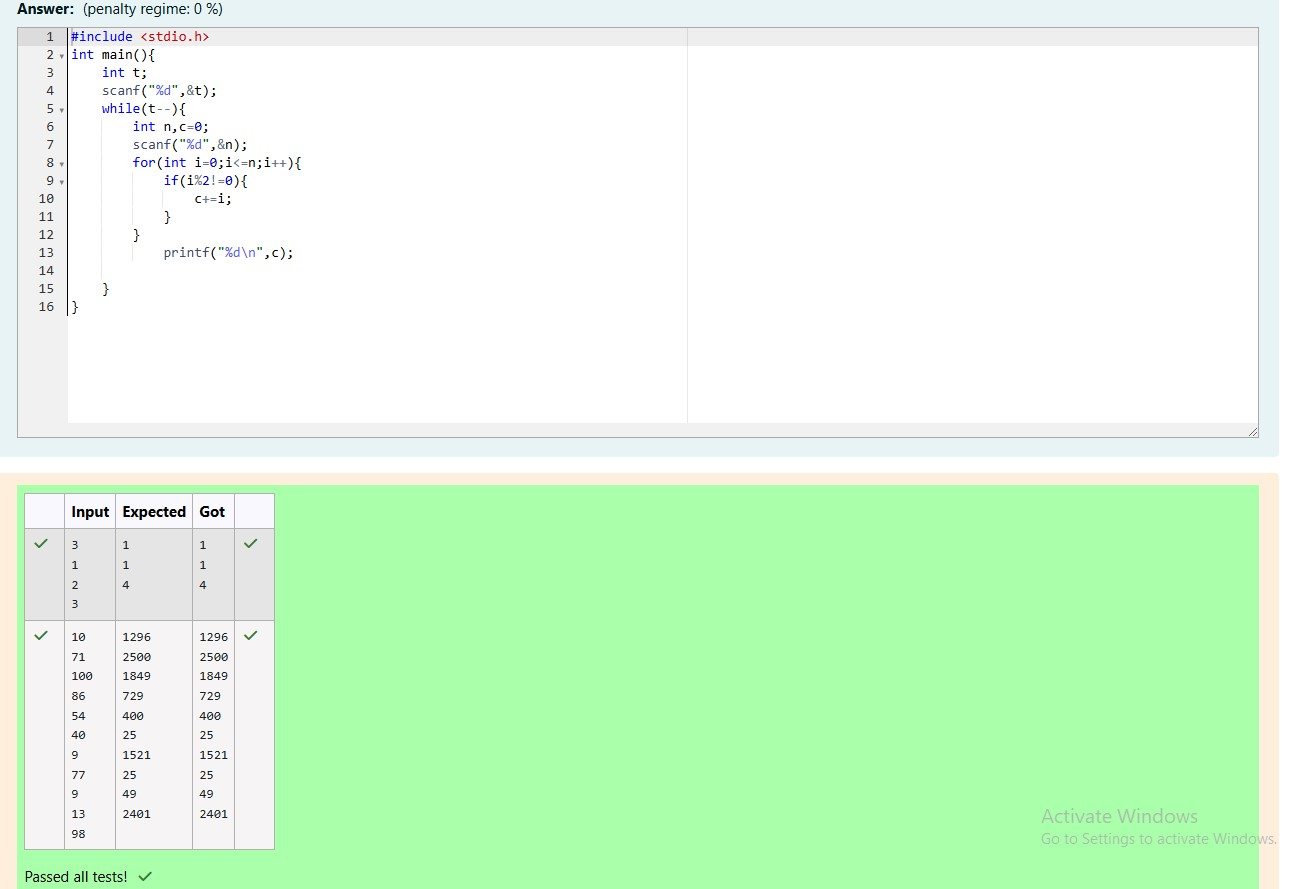 Answer: (penalty regime: 0 %)
1 #include <stdio.h>
2 int main(){
3     int t;
4     scanf("%d",&t);
5     while(t--){
6         int n,c=0;
7         scanf("%d",&n);
8         for(int i=0;i<=n;i++){
9             if(i%2!=0){
10                 c+=i;
11             }
12         }
13             printf("%d\n",c);
14
15     }
16 }
Input Expected Got
3 1 1
1 1 1
2 4 4
3
10 1296 1296
71 2500 2500
100 1849 1849
86 729 729
54 400 400
40 25 25
9 1521 1521
77 25 25
9 49 49
13 2401 2401
98
Passed all tests!
Activate Windows
Go to Settings to activate Windows.